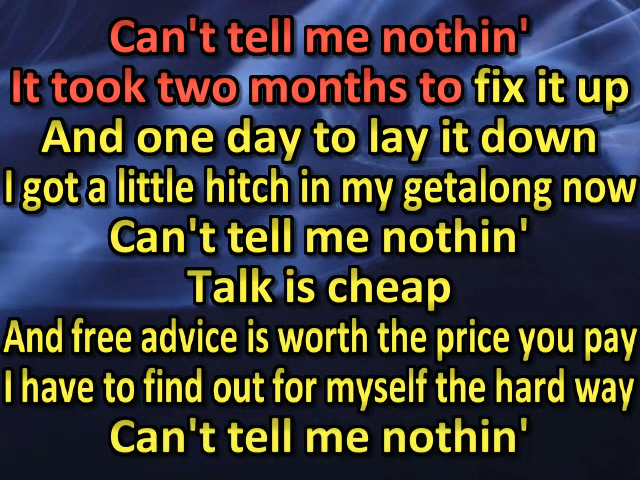 Can't tell me nothin'
It took two months to fix it up
And one day to lay it down
I got a little hitch in my getalong now
Can't tell me nothin'
Talk is cheap
And free advice is worth the price you pay
I have to find out for myself the hard way
Can't tell me nothin'